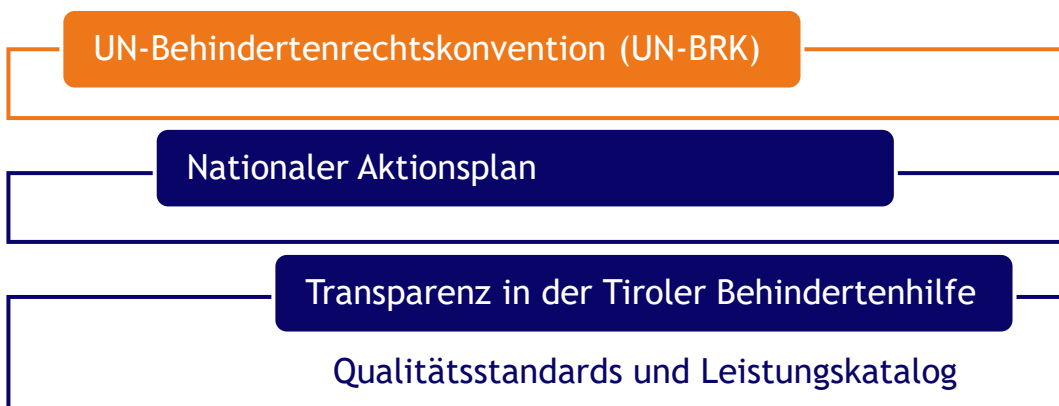 UN-Behindertenrechtskonvention (UN-BRK)
Nationaler Aktionsplan
Transparenz in der Tiroler Behindertenhilfe
Qualitätsstandards und Leistungskatalog